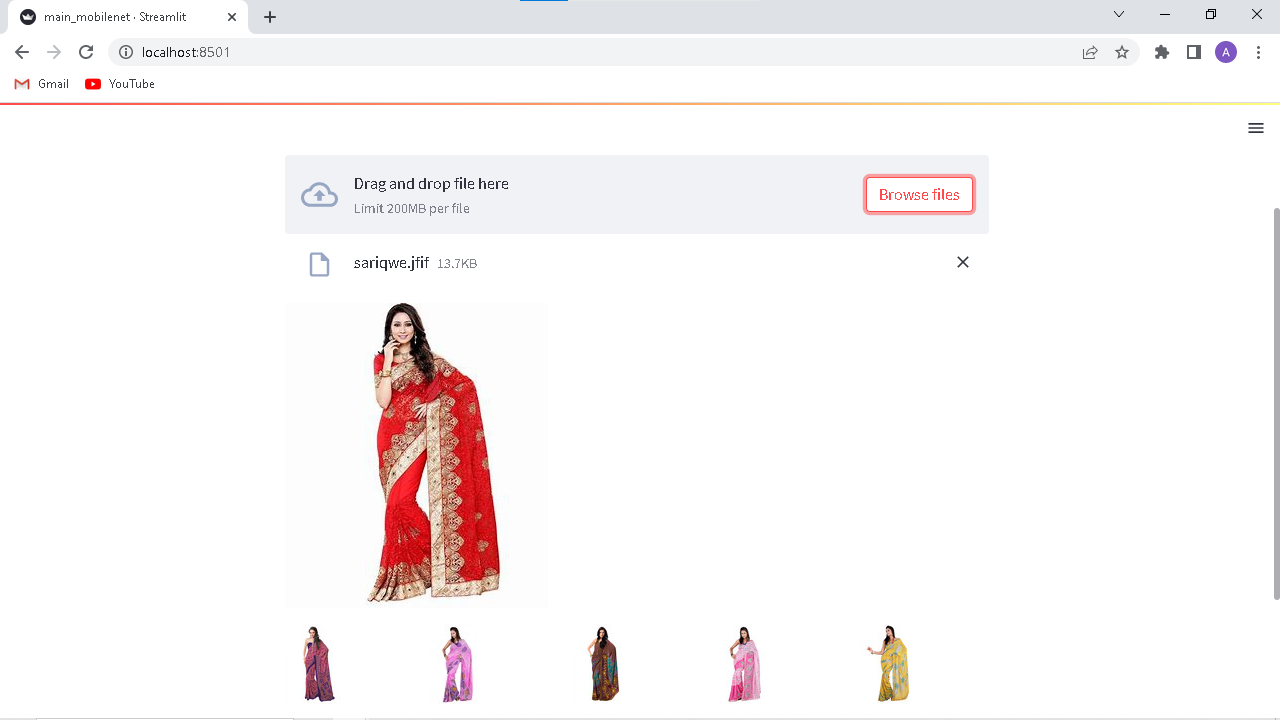 main_mobilenet · Streamlit
localhost:8501
A
Gmail YouTube
Drag and drop file here
Limit 200MB per file
Browse files
sariqwe.jfif 13.7KB